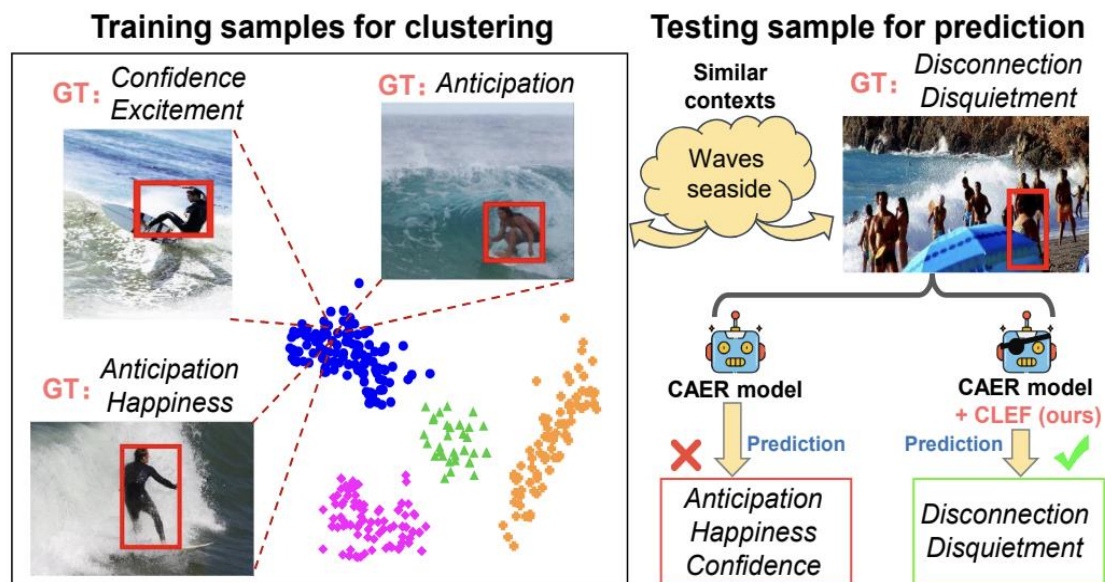 Training samples for clustering
GT: Confidence
Excitement
GT: Anticipation
GT: Anticipation
Happiness
Testing sample for prediction
Similar
contexts
Waves
seaside
GT: Disconnection
Disquietment
CAER model
Prediction
Anticipation
Happiness
Confidence
CAER model
+ CLEF (ours)
Prediction
Disconnection
Disquietment